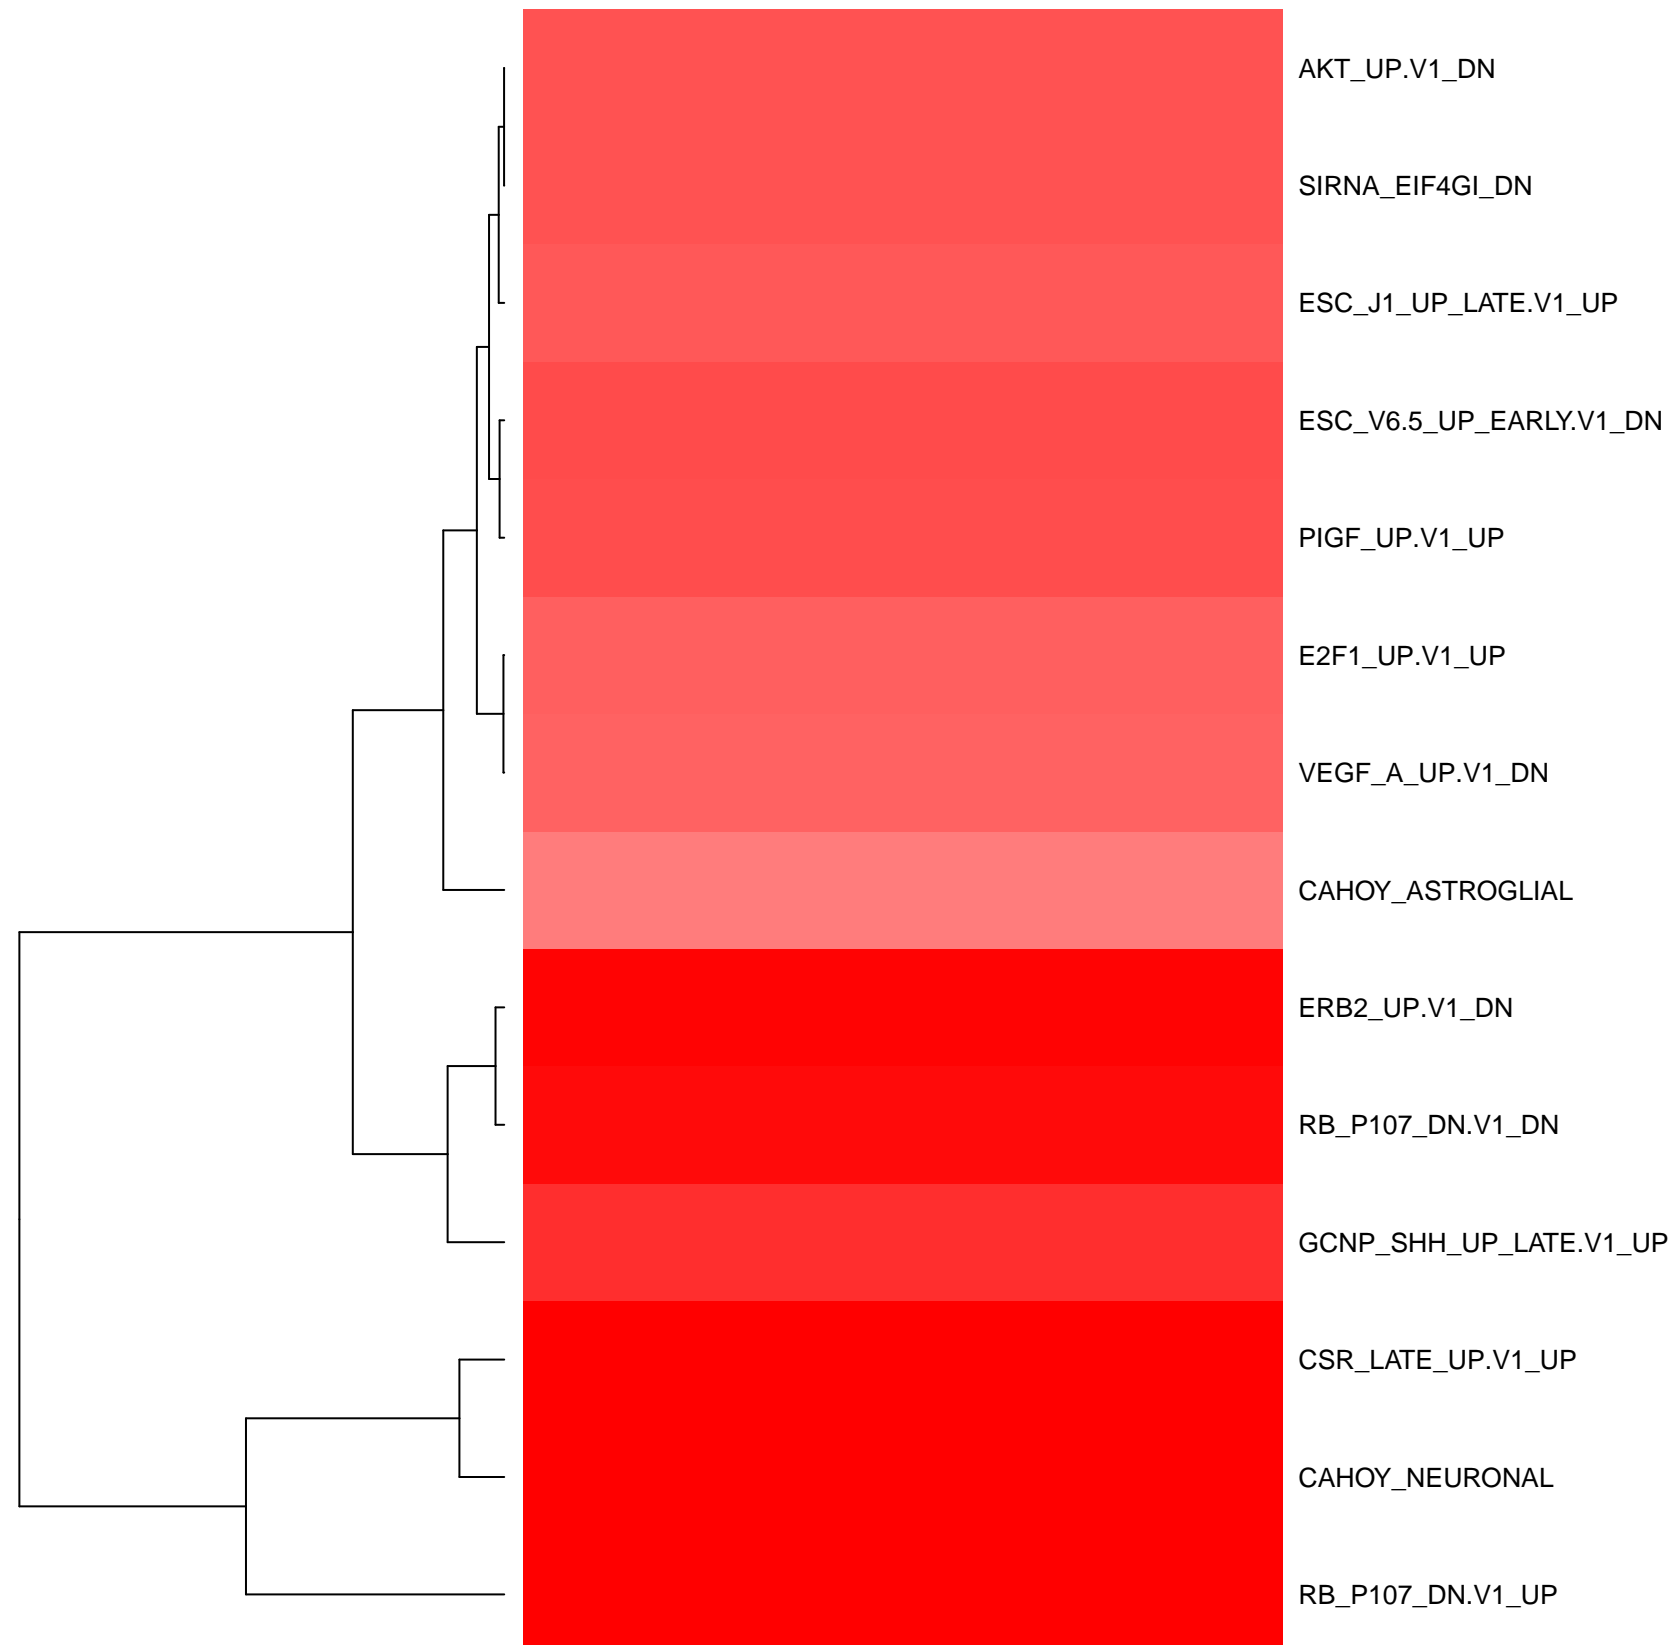 AKT_UP.V1_DN
SIRNA_EIF4GI_DN
ESC_J1_UP_LATE.V1_UP
ESC_V6.5_UP_EARLY.V1_DN
PIGF_UP.V1_UP
E2F1_UP.V1_UP
VEGF_A_UP.V1_DN
CAHOY_ASTROGLIAL
ERB2_UP.V1_DN
RB_P107_DN.V1_DN
GCNP_SHH_UP_LATE.V1_UP
CSR_LATE_UP.V1_UP
CAHOY_NEURONAL
RB_P107_DN.V1_UP